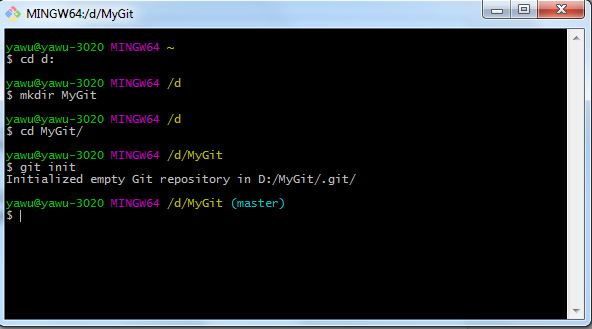 MINGW64:/d/MyGit
yawu@yawu-3020 MINGW64 ~
$ cd d:
yawu@yawu-3020 MINGW64 /d
$ mkdir MyGit
yawu@yawu-3020 MINGW64 /d
$ cd MyGit/
yawu@yawu-3020 MINGW64 /d/MyGit
$ git init
Initialized empty Git repository in D:/MyGit/.git/
yawu@yawu-3020 MINGW64 /d/MyGit (master)
$